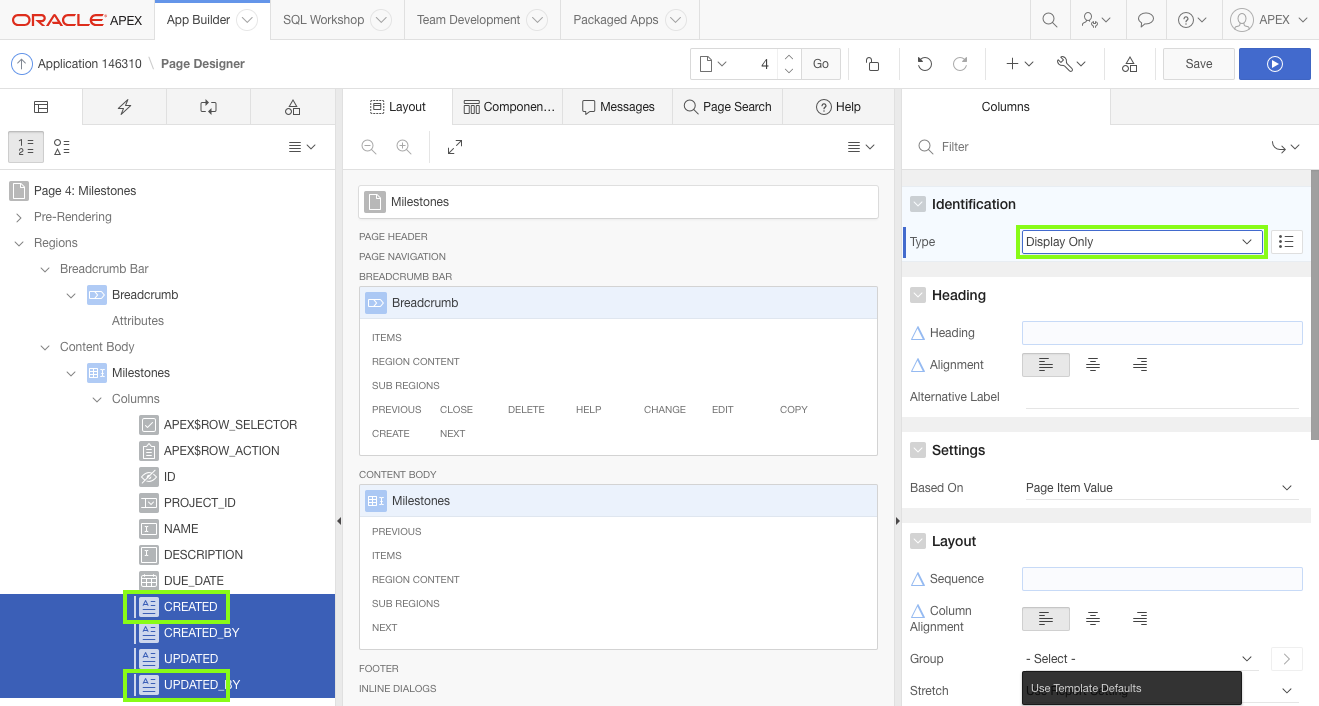 ORACLE APEX
App Builder
SQL Workshop
Team Development
Packaged Apps
APEX
Application 146310 \ Page Designer
4
Go
Save
Layout
Componen...
Messages
Page Search
Help
Columns
Filter
Page 4: Milestones
Pre-Rendering
Regions
Breadcrumb Bar
Breadcrumb
Attributes
Content Body
Milestones
Columns
APEX$ROW_SELECTOR
APEX$ROW_ACTION
ID
PROJECT_ID
NAME
DESCRIPTION
DUE_DATE
CREATED
CREATED_BY
UPDATED
UPDATED_BY
Milestones
PAGE HEADER
PAGE NAVIGATION
BREADCRUMB BAR
Breadcrumb
ITEMS
REGION CONTENT
SUB REGIONS
PREVIOUS CLOSE DELETE HELP CHANGE EDIT COPY
CREATE NEXT
CONTENT BODY
Milestones
PREVIOUS
ITEMS
REGION CONTENT
SUB REGIONS
NEXT
FOOTER
INLINE DIALOGS
Identification
Type Display Only
Heading
Heading
Alignment
Alternative Label
Settings
Based On Page Item Value
Layout
Sequence
Column
Alignment
Group - Select -
Stretch
Use Template Defaults